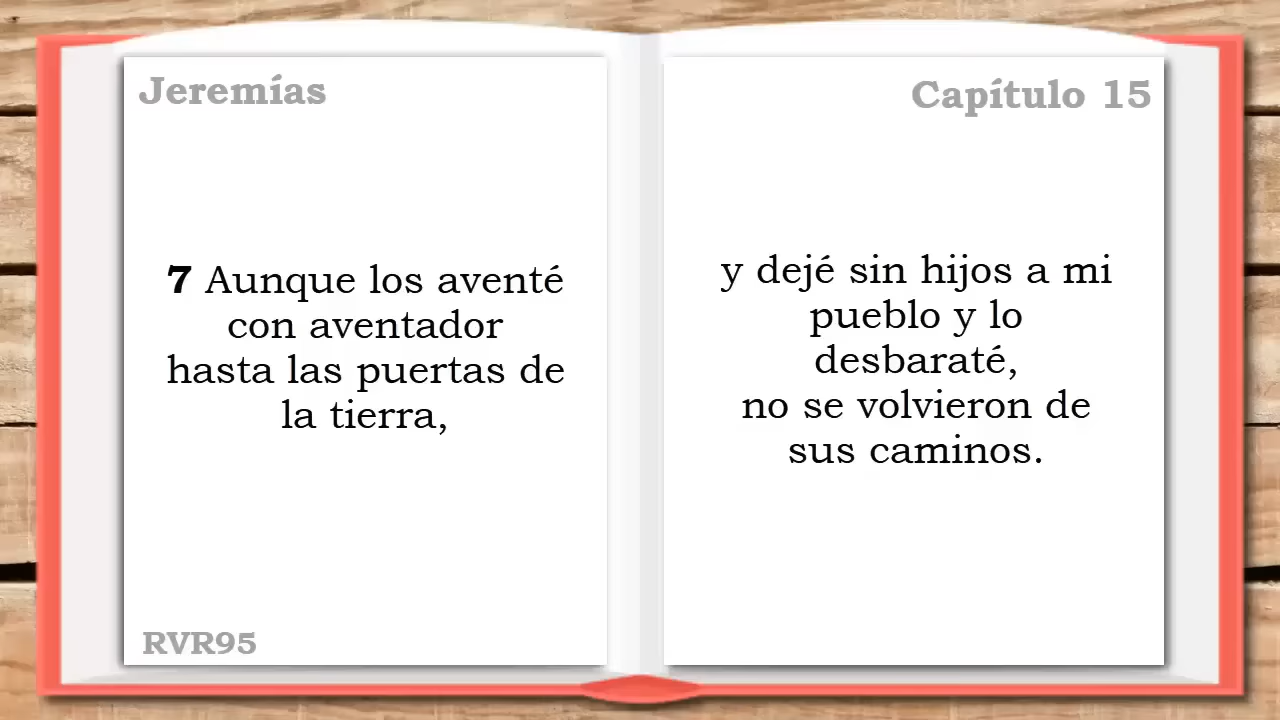 Jeremías
7 Aunque los aventé
con aventador
hasta las puertas de
la tierra,
RVR95
Capítulo 15
y dejé sin hijos a mi
pueblo y lo
desbaraté,
no se volvieron de
sus caminos.